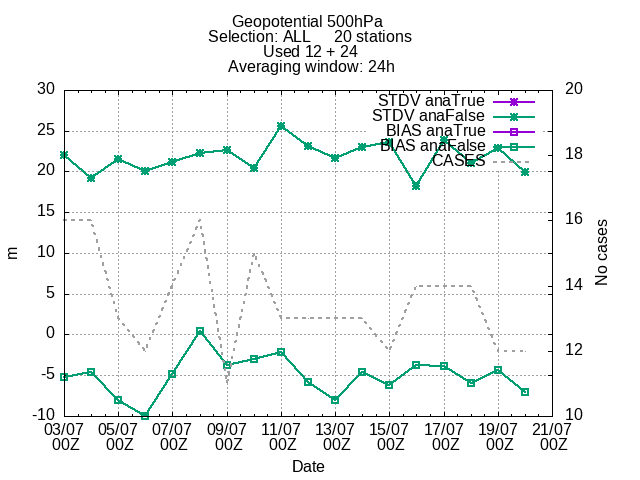 Geopotential 500hPa
Selection: ALL 20 stations
Used 12 + 24
Averaging window: 24h
STDV anaTrue
STDV anaFalse
BIAS anaTrue
BIAS anaFalse
CASES
30
25
20
15
10
5
0
-5
-10
m
20
18
16
14
12
10
No cases
03/07 05/07 07/07 09/07 11/07 13/07 15/07 17/07 19/07 21/07
00Z 00Z 00Z 00Z 00Z 00Z 00Z 00Z 00Z 00Z
Date